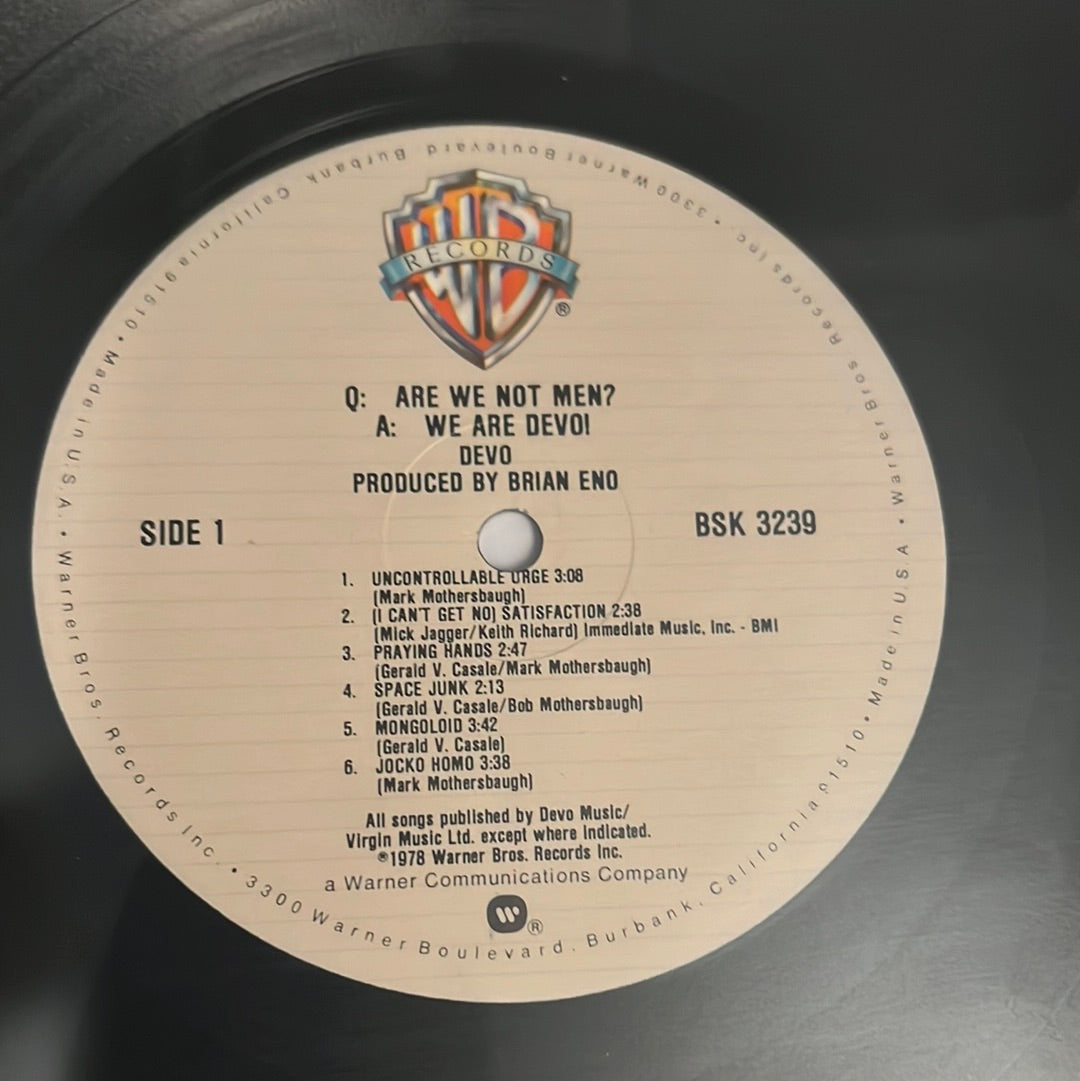 WB
RECORDS
®
Q: ARE WE NOT MEN?
A: WE ARE DEVO!
DEVO
PRODUCED BY BRIAN ENO
SIDE 1
BSK 3239
1. UNCONTROLLABLE URGE 3:08
(Mark Mothersbaugh)
2. (I CAN'T GET NO) SATISFACTION 2:38
(Mick Jagger/Keith Richard) Immediate Music, Inc. - BMI
3. PRAYING HANDS 2:47
(Gerald V. Casale/Mark Mothersbaugh)
4. SPACE JUNK 2:13
(Gerald V. Casale/Bob Mothersbaugh)
5. MONGOLOID 3:42
(Gerald V. Casale)
6. JOCKO HOMO 3:38
(Mark Mothersbaugh)
All songs published by Devo Music/
Virgin Music Ltd. except where indicated.
℗1978 Warner Bros. Records Inc.
a Warner Communications Company
W®
Made in U.S.A. • Warner Bros. Records Inc. • 3300 Warner Boulevard, Burbank, California 91510 • Made in U.S.A. • Warner Bros. Records Inc. • 3300 Warner Boulevard Burbank, California 91510 •